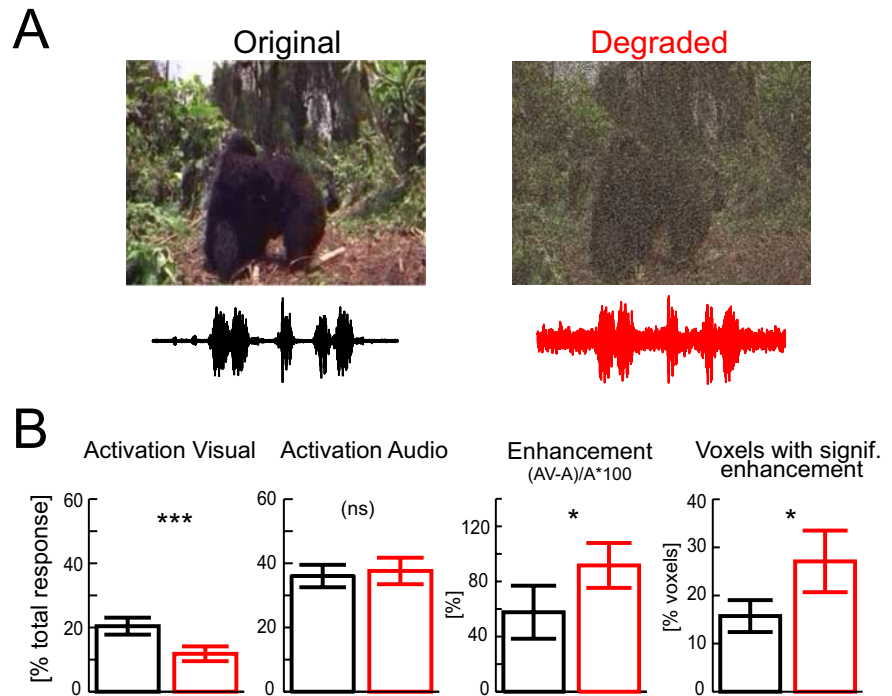 A
Original
Degraded
B
Activation Visual
Activation Audio
Enhancement
(AV-A)/A*100
Voxels with signif.
enhancement
[% total response]
60
40
20
0
***
60
40
20
0
(ns)
[%]
120
80
40
0
*
[% voxels]
40
30
20
10
0
*